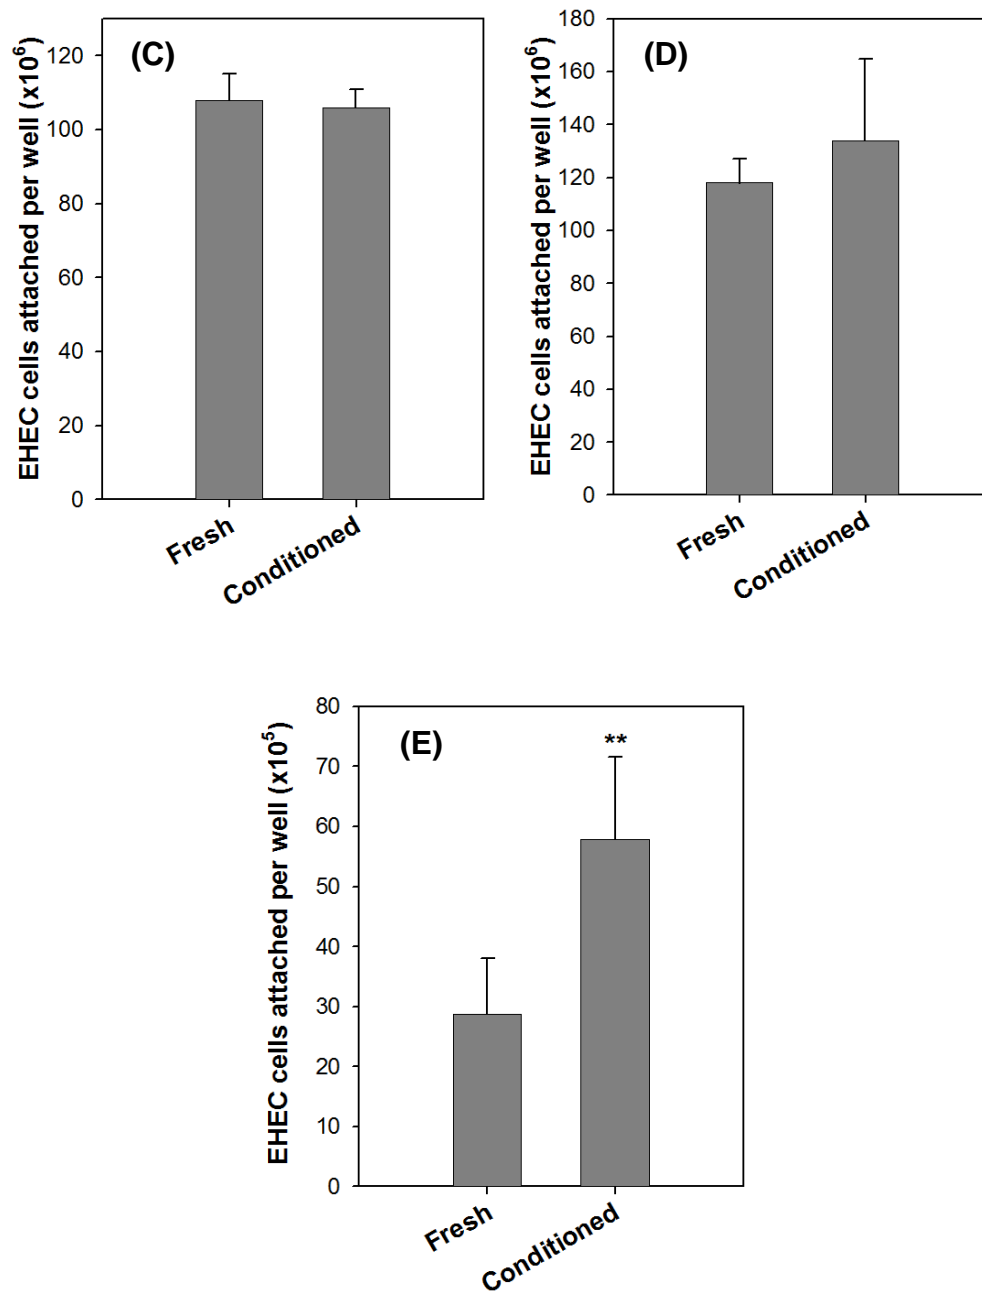 (C)
EHEC cells attached per well (x10⁶)
120
100
80
60
40
20
0
Fresh
Conditioned
(D)
EHEC cells attached per well (x10⁶)
180
160
140
120
100
80
60
40
20
0
Fresh
Conditioned
(E)
**
EHEC cells attached per well (x10⁵)
80
70
60
50
40
30
20
10
0
Fresh
Conditioned